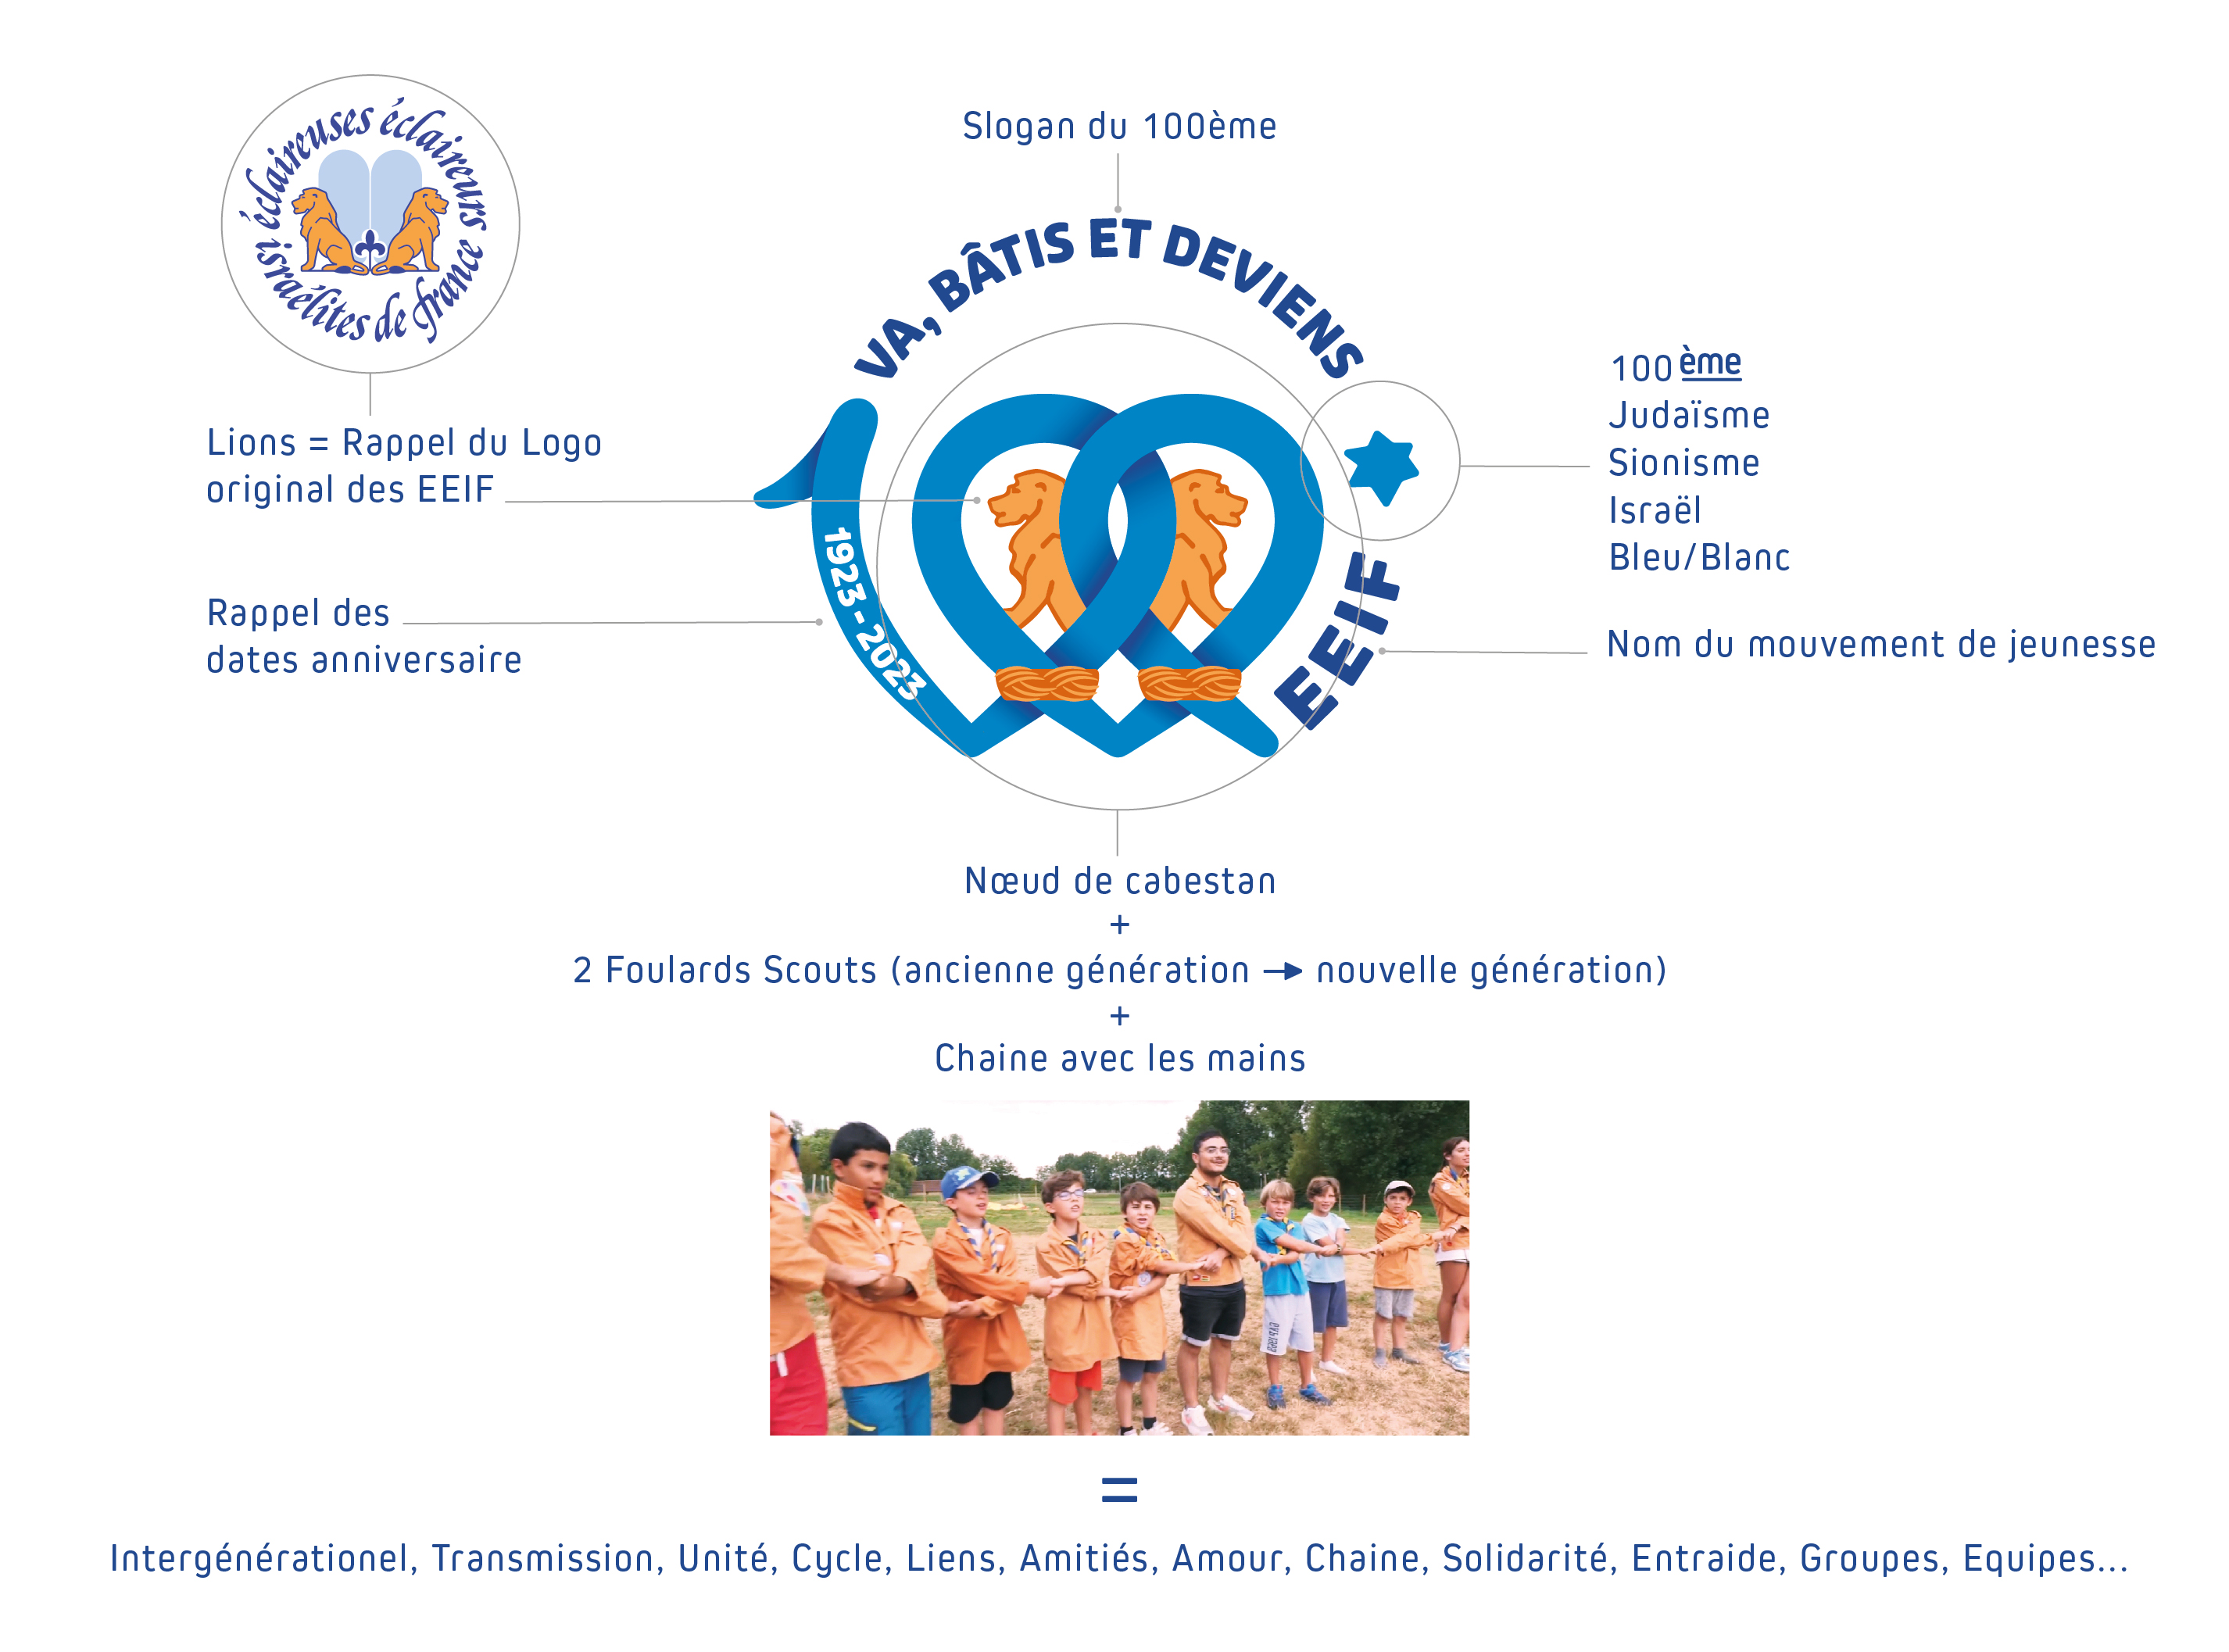 éclaireuses éclaireurs
israélites de france
Slogan du 100ème
VA, BÂTIS ET DEVIENS
Lions = Rappel du Logo
original des EEIF
1923 - 2023
Rappel des
dates anniversaire
100ème
Judaïsme
Sionisme
Israël
Bleu/Blanc
EEIF
Nom du mouvement de jeunesse
Nœud de cabestan
+
2 Foulards Scouts (ancienne génération → nouvelle génération)
+
Chaine avec les mains
=
Intergénérationel, Transmission, Unité, Cycle, Liens, Amitiés, Amour, Chaine, Solidarité, Entraide, Groupes, Equipes...